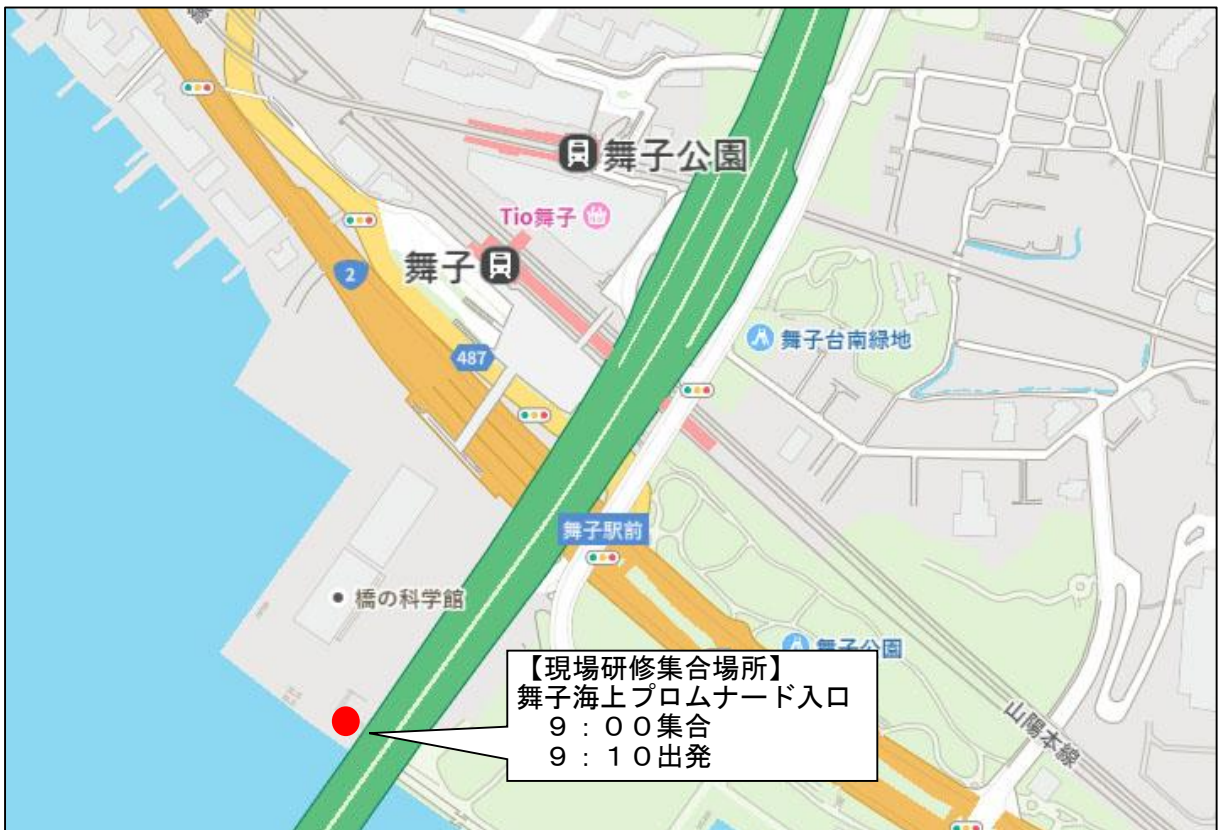 線
舞子公園
Tio舞子
舞子
2
487
舞子台南緑地
舞子駅前
橋の科学館
舞子公園
【現場研修集合場所】
舞子海上プロムナード入口
９：００集合
９：１０出発
山陽本線